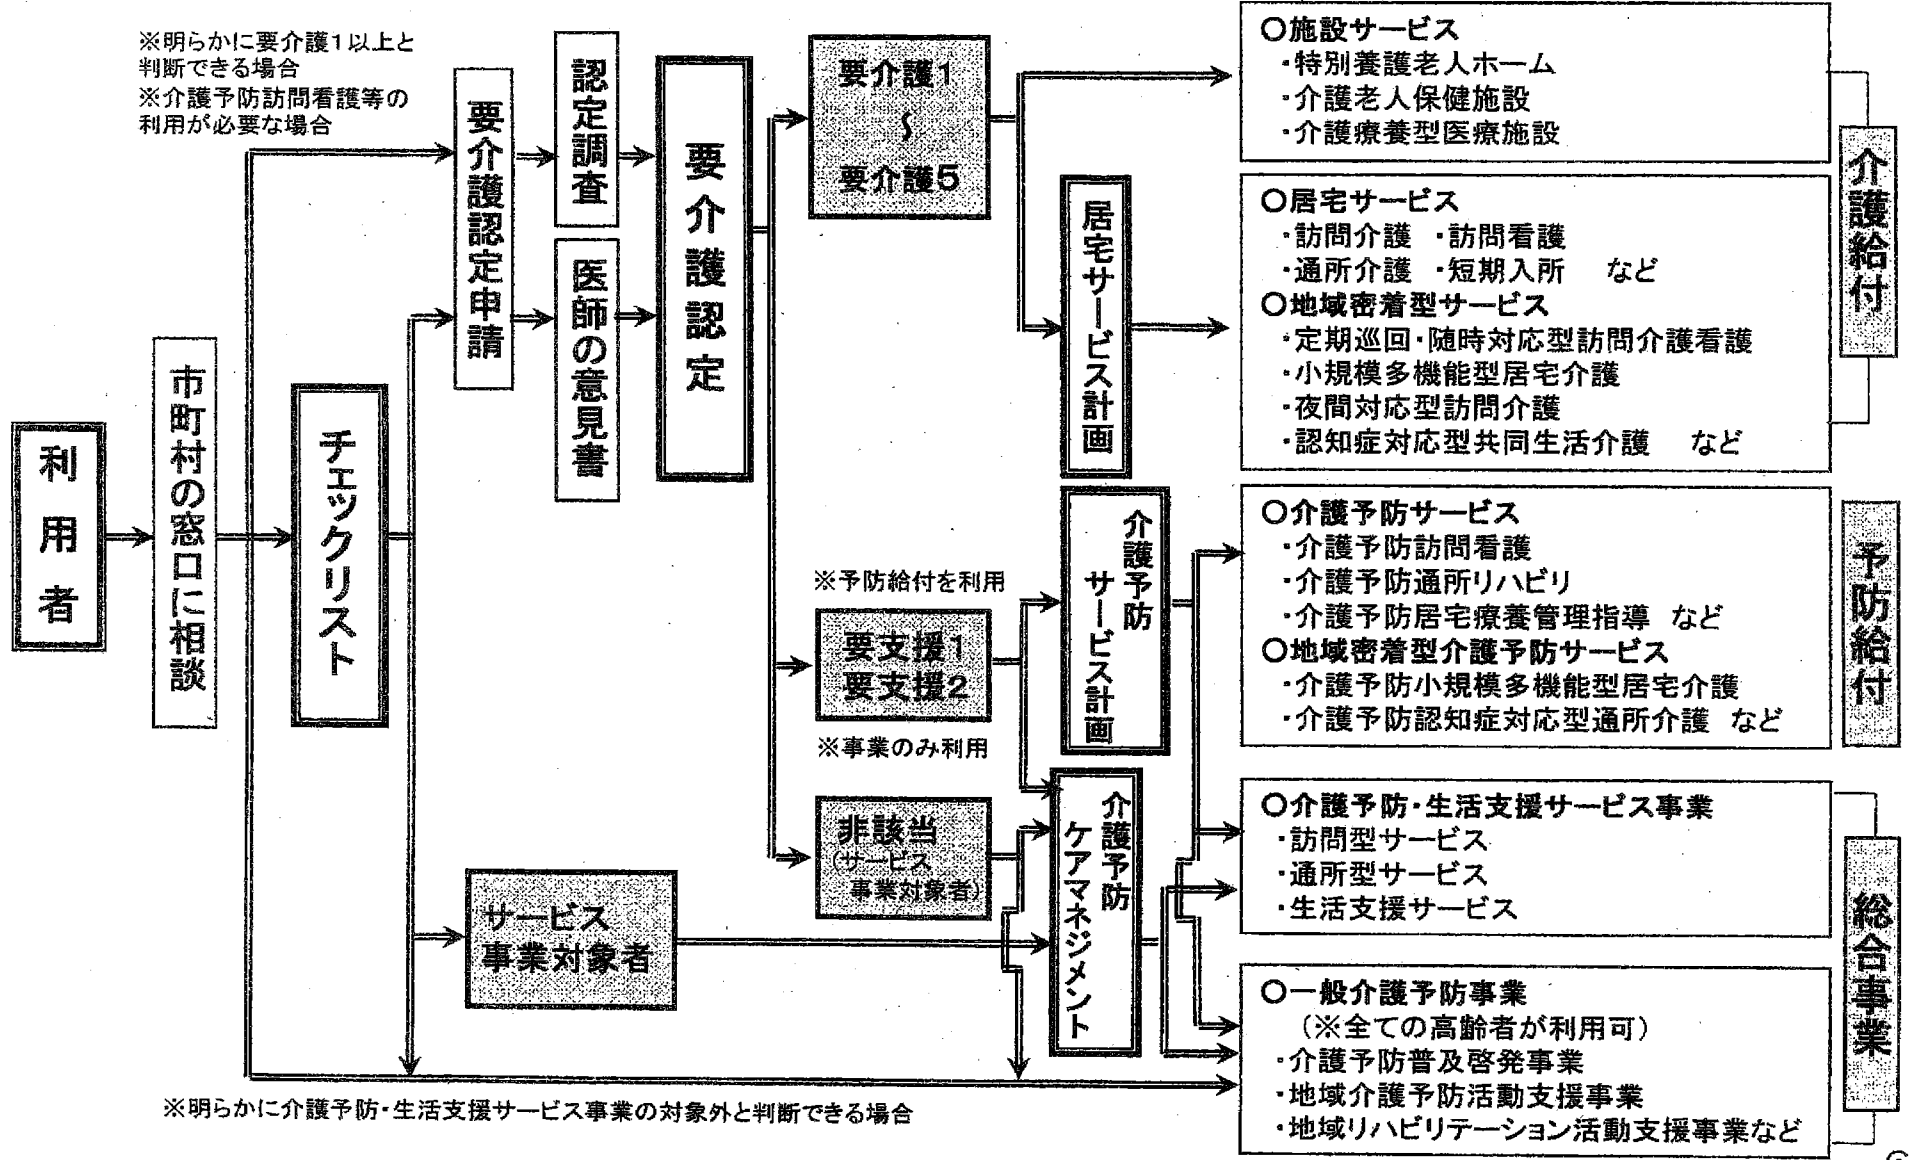 ※明らかに要介護1以上と
判断できる場合
※介護予防訪問看護等の
利用が必要な場合
利用者
市町村の窓口に相談
チェックリスト
要介護認定申請
認定調査
医師の意見書
要介護認定
要介護1
～
要介護5
※予防給付を利用
要支援1
要支援2
※事業のみ利用
非該当
(サービス
事業対象者)
サービス
事業対象者
居宅サービス計画
介護予防
サービス計画
介護予防
ケアマネジメント
○施設サービス
・特別養護老人ホーム
・介護老人保健施設
・介護療養型医療施設
○居宅サービス
・訪問介護 ・訪問看護
・通所介護 ・短期入所 など
○地域密着型サービス
・定期巡回・随時対応型訪問介護看護
・小規模多機能型居宅介護
・夜間対応型訪問介護
・認知症対応型共同生活介護 など
介護給付
○介護予防サービス
・介護予防訪問看護
・介護予防通所リハビリ
・介護予防居宅療養管理指導 など
○地域密着型介護予防サービス
・介護予防小規模多機能型居宅介護
・介護予防認知症対応型通所介護 など
予防給付
○介護予防・生活支援サービス事業
・訪問型サービス
・通所型サービス
・生活支援サービス
○一般介護予防事業
(※全ての高齢者が利用可)
・介護予防普及啓発事業
・地域介護予防活動支援事業
・地域リハビリテーション活動支援事業など
総合事業
※明らかに介護予防・生活支援サービス事業の対象外と判断できる場合